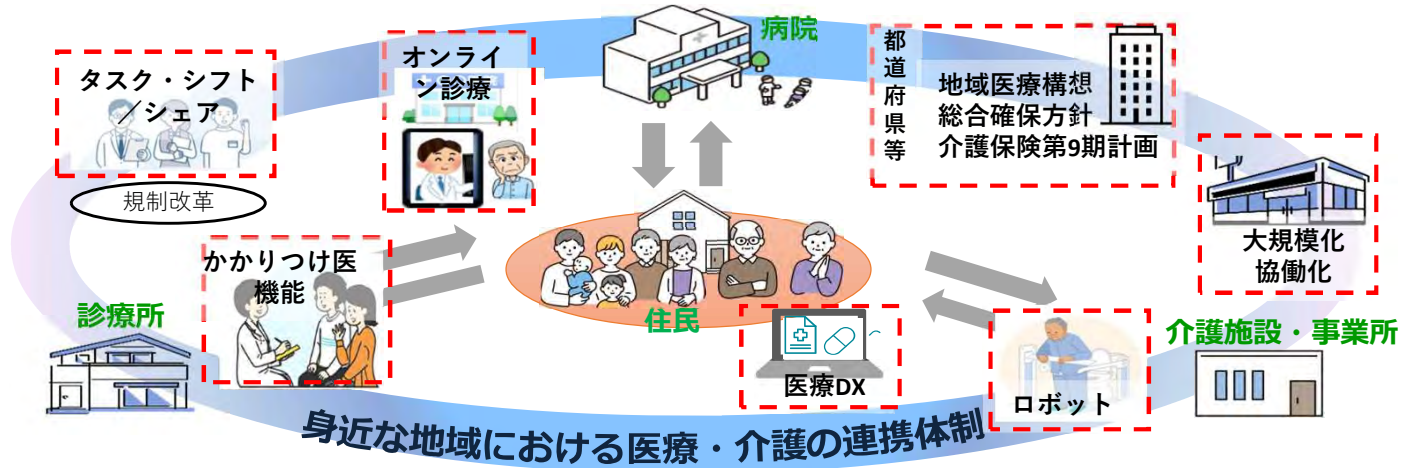 病院
都道府県等
地域医療構想
総合確保方針
介護保険第9期計画
オンライ
ン診療
タスク・シフト
／シェア
規制改革
大規模化
協働化
かかりつけ医
機能
診療所
住民
医療DX
ロボット
介護施設・事業所
身近な地域における医療・介護の連携体制